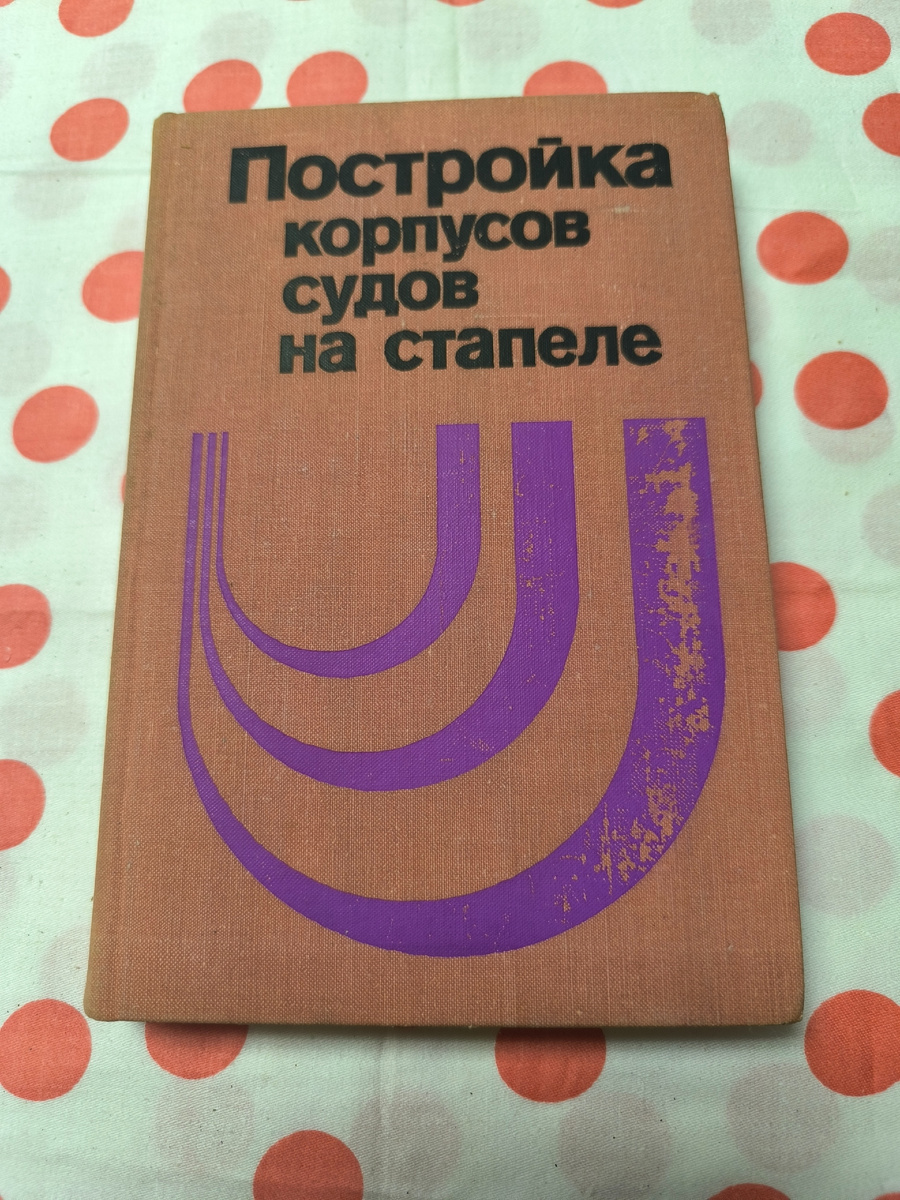 Постройка
корпусов
судов
на стапеле